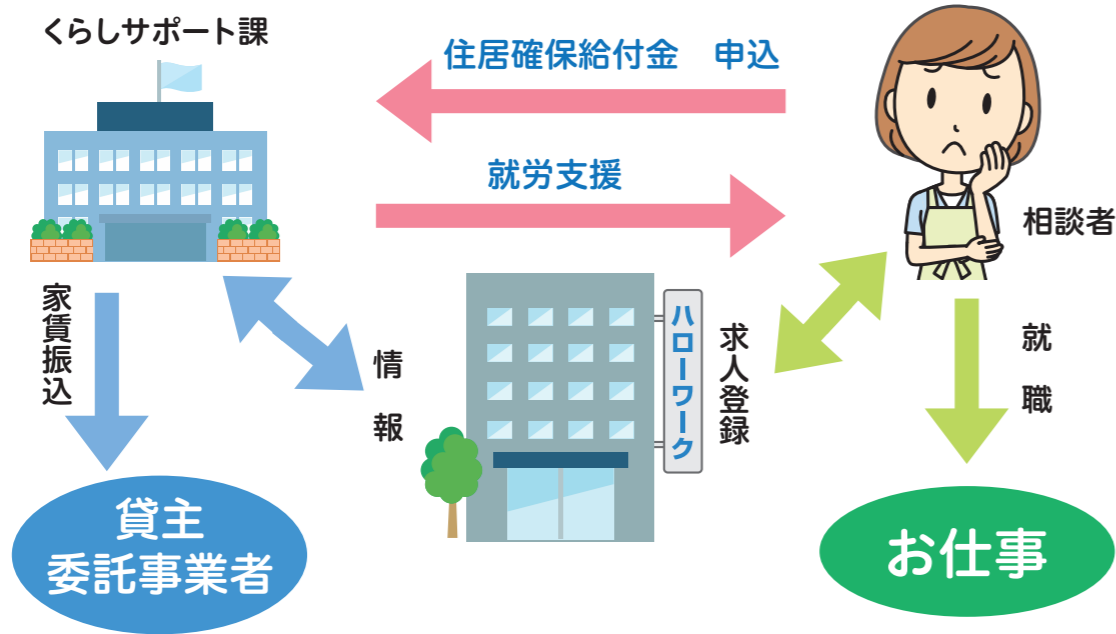 くらしサポート課
住居確保給付金　申込
就労支援
相談者
家賃振込
情報
ハローワーク
求人登録
就職
貸主
委託事業者
お仕事